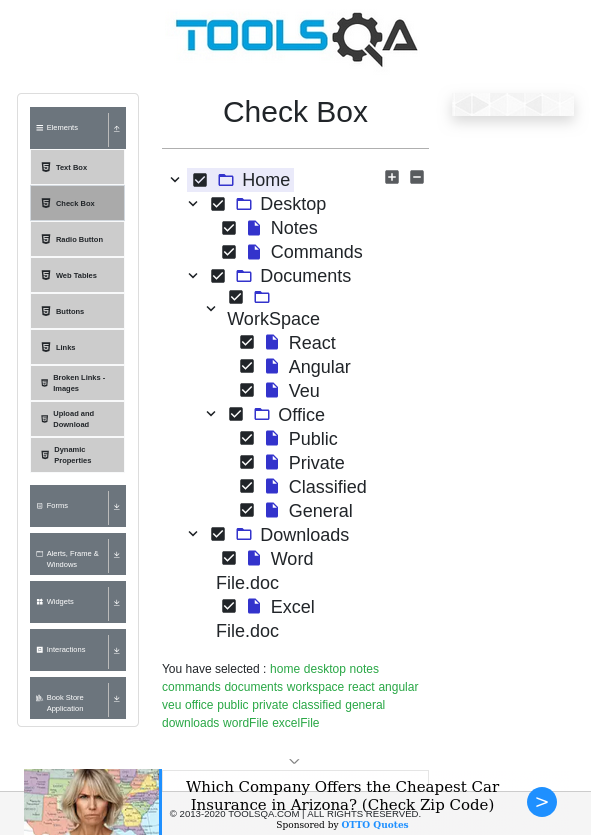 TOOLSQA
Check Box
Elements
Text Box
Check Box
Radio Button
Web Tables
Buttons
Links
Broken Links -
Images
Upload and
Download
Dynamic
Properties
Forms
Alerts, Frame &
Windows
Widgets
Interactions
Book Store
Application
Home
Desktop
Notes
Commands
Documents
WorkSpace
React
Angular
Veu
Office
Public
Private
Classified
General
Downloads
Word
File.doc
Excel
File.doc
You have selected : home desktop notes
commands documents workspace react angular
veu office public private classified general
downloads wordFile excelFile
Which Company Offers the Cheapest Car
Insurance in Arizona? (Check Zip Code)
© 2013-2020 TOOLSQA.COM | ALL RIGHTS RESERVED.
Sponsored by OTTO Quotes